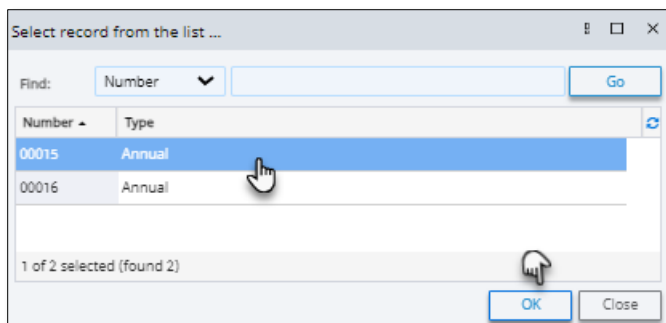 Select record from the list ...
Find: Number Go
Number Type
00015 Annual
00016 Annual
1 of 2 selected (found 2)
OK Close